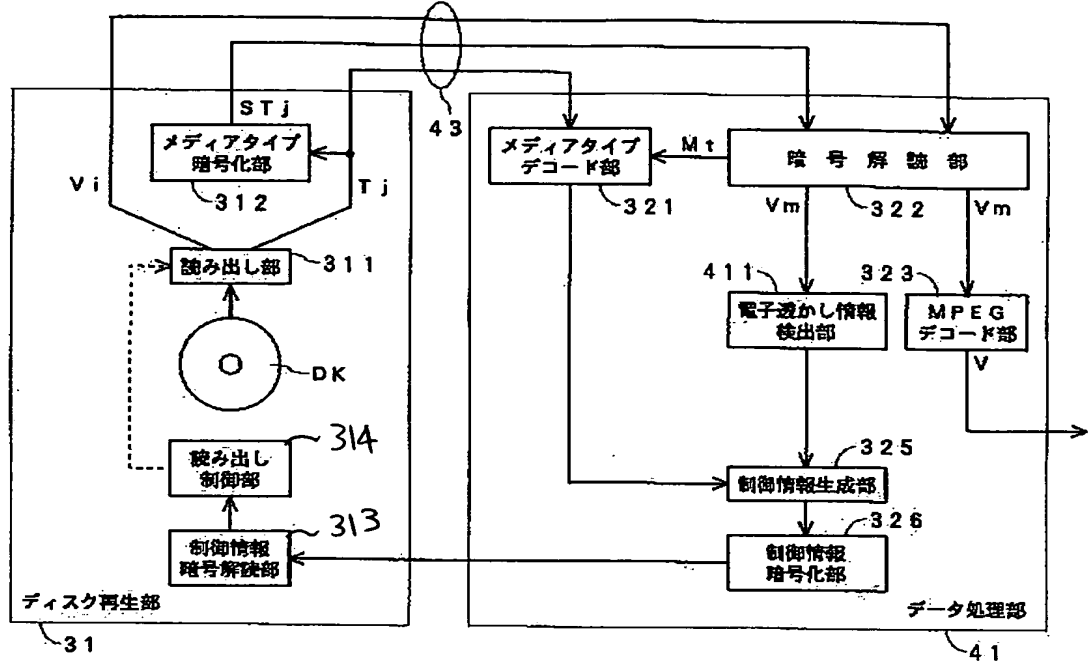 43
STj
メディアタイプ
暗号化部
312
Vi
Tj
読み出し部
311
DK
314
読み出し
制御部
313
制御情報
暗号解読部
ディスク再生部
31
メディアタイプ
デコード部
321
Mt
暗号解読部
322
Vm
Vm
411
電子透かし情報
検出部
323
MPEG
デコード部
V
325
制御情報生成部
326
制御情報
暗号化部
データ処理部
41